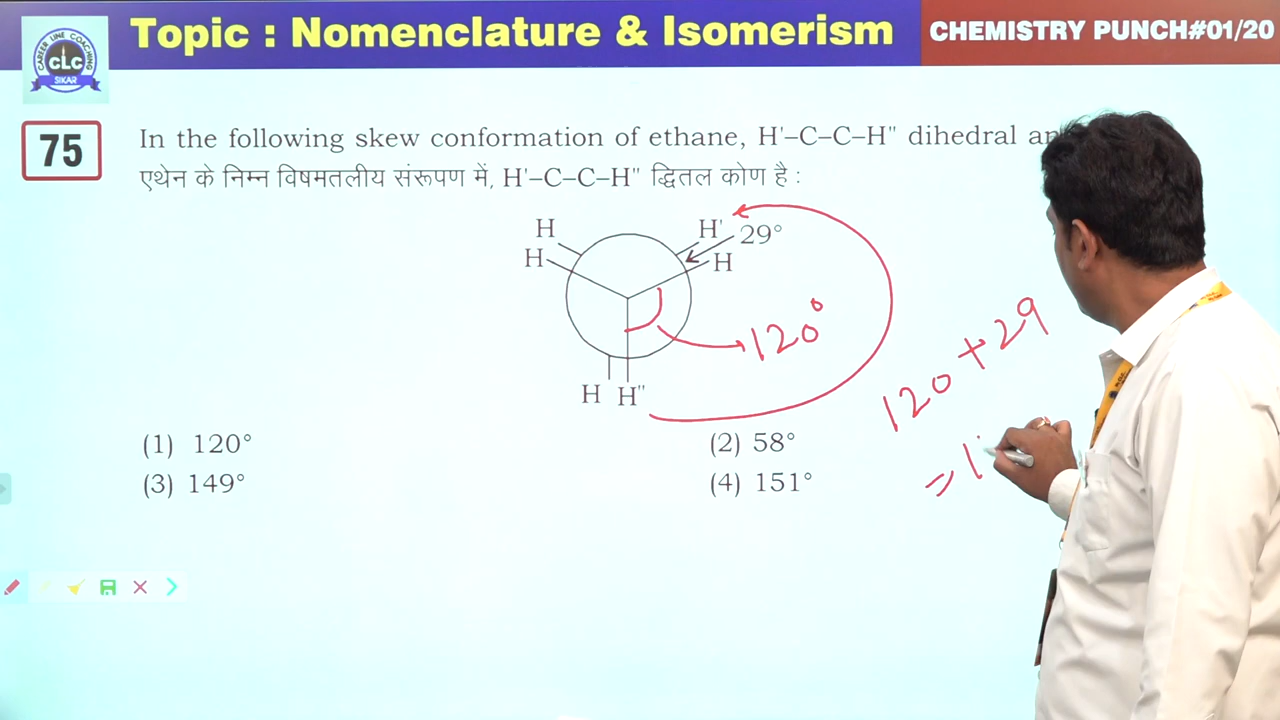 Topic : Nomenclature & Isomerism
CHEMISTRY PUNCH#01/20
CAREER LINE COACHING
CLC
SIKAR
75
In the following skew conformation of ethane, H'–C–C–H" dihedral an
एथेन के निम्न विषमतलीय संरूपण में, H'–C–C–H" द्वितल कोण है :
H H'
29°
H H
120°
120+29
H H"
(1) 120° (2) 58°
= 1
(3) 149° (4) 151°